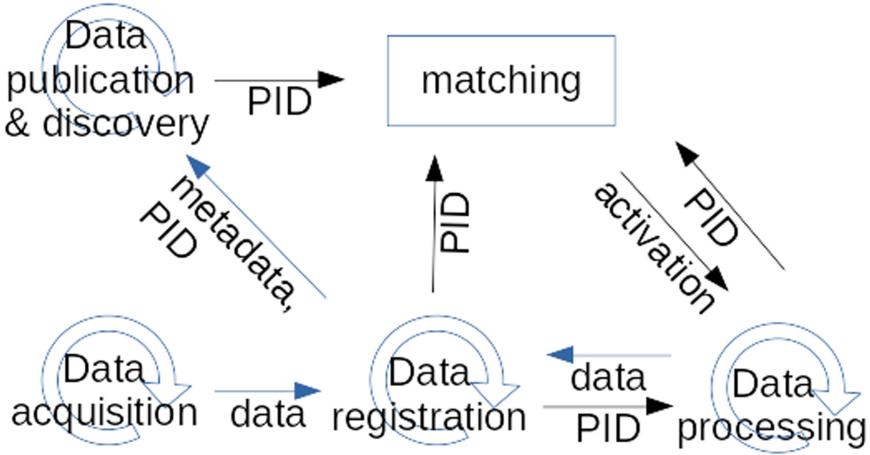 Data
publication
& discovery
PID
matching
metadata,
PID
PID
activation
PID
Data
acquisition
data
Data
registration
data
PID
Data
processing